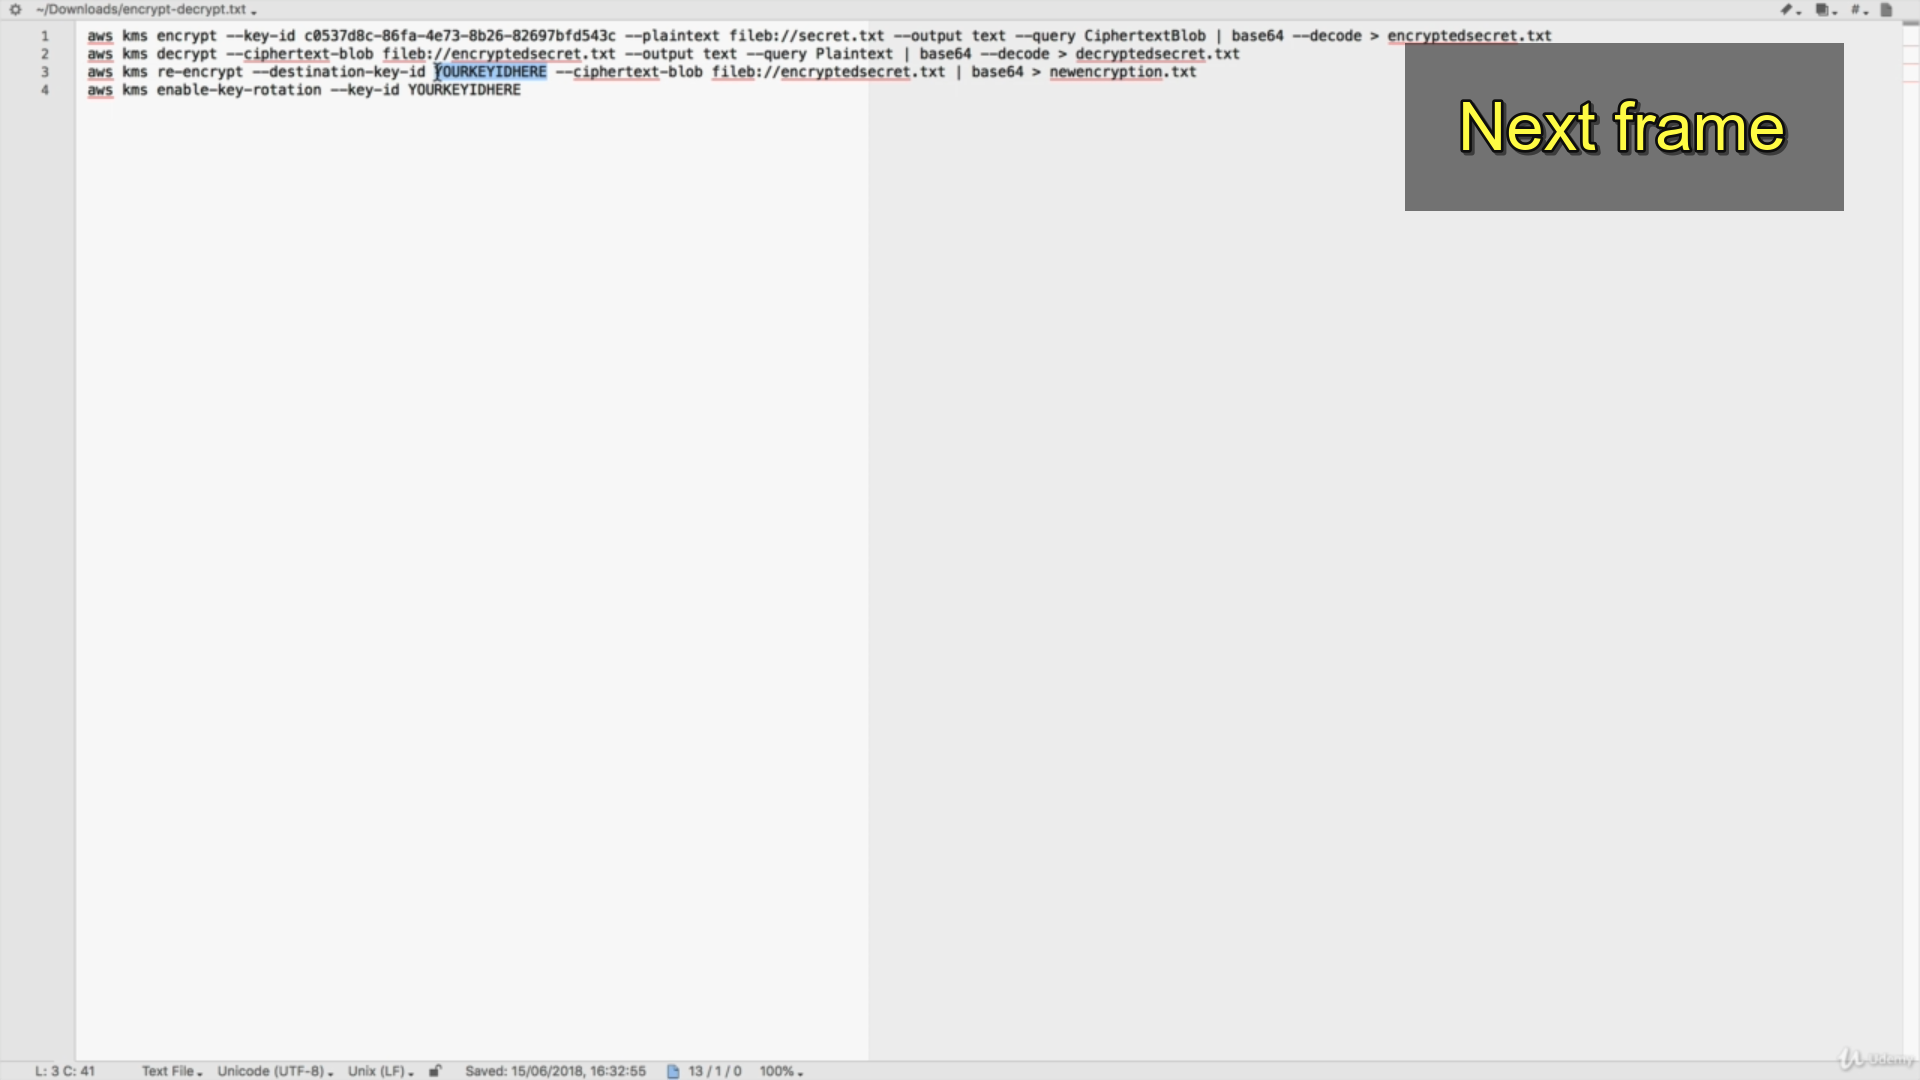 ~/Downloads/encrypt-decrypt.txt
1 aws kms encrypt --key-id c0537d8c-86fa-4e73-8b26-82697bfd543c --plaintext fileb://secret.txt --output text --query CiphertextBlob | base64 --decode > encryptedsecret.txt
2 aws kms decrypt --ciphertext-blob fileb://encryptedsecret.txt --output text --query Plaintext | base64 --decode > decryptedsecret.txt
3 aws kms re-encrypt --destination-key-id YOURKEYIDHERE --ciphertext-blob fileb://encryptedsecret.txt | base64 > newencryption.txt
4 aws kms enable-key-rotation --key-id YOURKEYIDHERE
Next frame
L: 3 C: 41 Text File Unicode (UTF-8) Unix (LF) Saved: 15/06/2018, 16:32:55 13 / 1 / 0 100%
Udemy